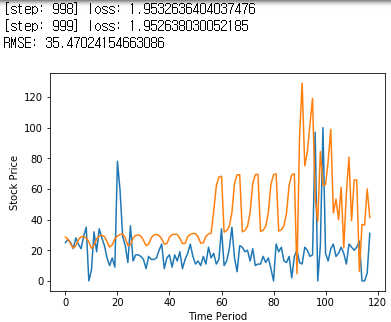 [step: 998] loss: 1.9532636404037476
[step: 999] loss: 1.952638030052185
RMSE: 35.47024154663086
120
100
80
60
40
20
0
Stock Price
0 20 40 60 80 100 120
Time Period